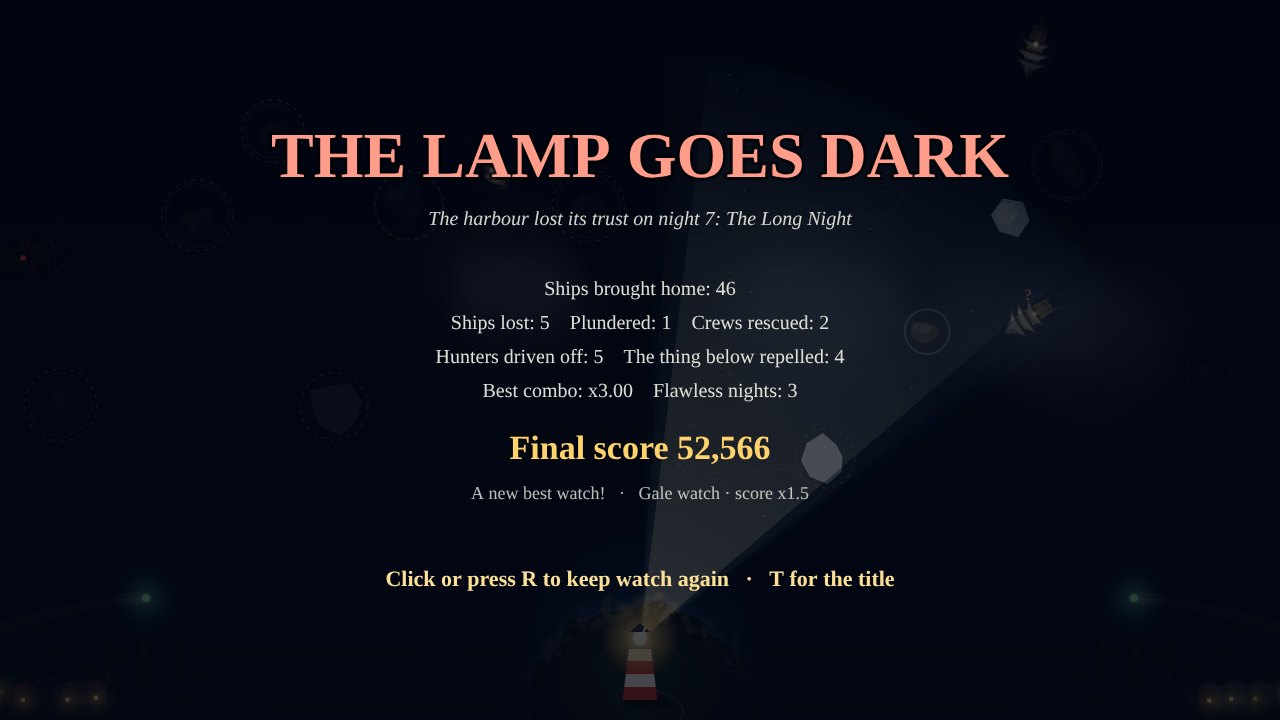 THE LAMP GOES DARK
The harbour lost its trust on night 7: The Long Night
Ships brought home: 46
Ships lost: 5    Plundered: 1    Crews rescued: 2
Hunters driven off: 5    The thing below repelled: 4
Best combo: x3.00    Flawless nights: 3
Final score 52,566
A new best watch!   ·   Gale watch · score x1.5
Click or press R to keep watch again   ·   T for the title
?